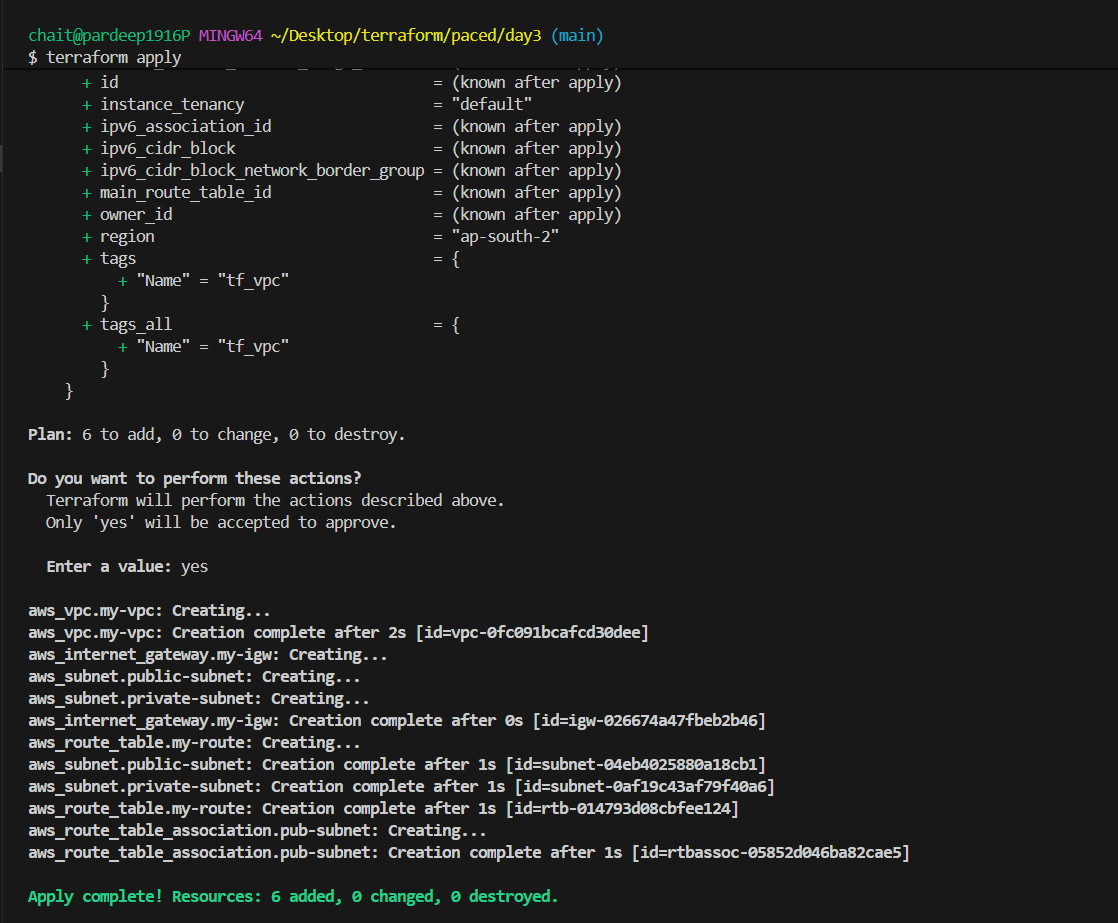 chait@pardeep1916P MINGW64 ~/Desktop/terraform/paced/day3 (main)
$ terraform apply
+ id = (known after apply)
+ instance_tenancy = "default"
+ ipv6_association_id = (known after apply)
+ ipv6_cidr_block = (known after apply)
+ ipv6_cidr_block_network_border_group = (known after apply)
+ main_route_table_id = (known after apply)
+ owner_id = (known after apply)
+ region = "ap-south-2"
+ tags = {
+ "Name" = "tf_vpc"
}
+ tags_all = {
+ "Name" = "tf_vpc"
}
}
Plan: 6 to add, 0 to change, 0 to destroy.
Do you want to perform these actions?
Terraform will perform the actions described above.
Only 'yes' will be accepted to approve.
Enter a value: yes
aws_vpc.my-vpc: Creating...
aws_vpc.my-vpc: Creation complete after 2s [id=vpc-0fc091bcafcd30dee]
aws_internet_gateway.my-igw: Creating...
aws_subnet.public-subnet: Creating...
aws_subnet.private-subnet: Creating...
aws_internet_gateway.my-igw: Creation complete after 0s [id=igw-026674a47fbeb2b46]
aws_route_table.my-route: Creating...
aws_subnet.public-subnet: Creation complete after 1s [id=subnet-04eb4025880a18cb1]
aws_subnet.private-subnet: Creation complete after 1s [id=subnet-0af19c43af79f40a6]
aws_route_table.my-route: Creation complete after 1s [id=rtb-014793d08cbfee124]
aws_route_table_association.pub-subnet: Creating...
aws_route_table_association.pub-subnet: Creation complete after 1s [id=rtbassoc-05852d046ba82cae5]
Apply complete! Resources: 6 added, 0 changed, 0 destroyed.